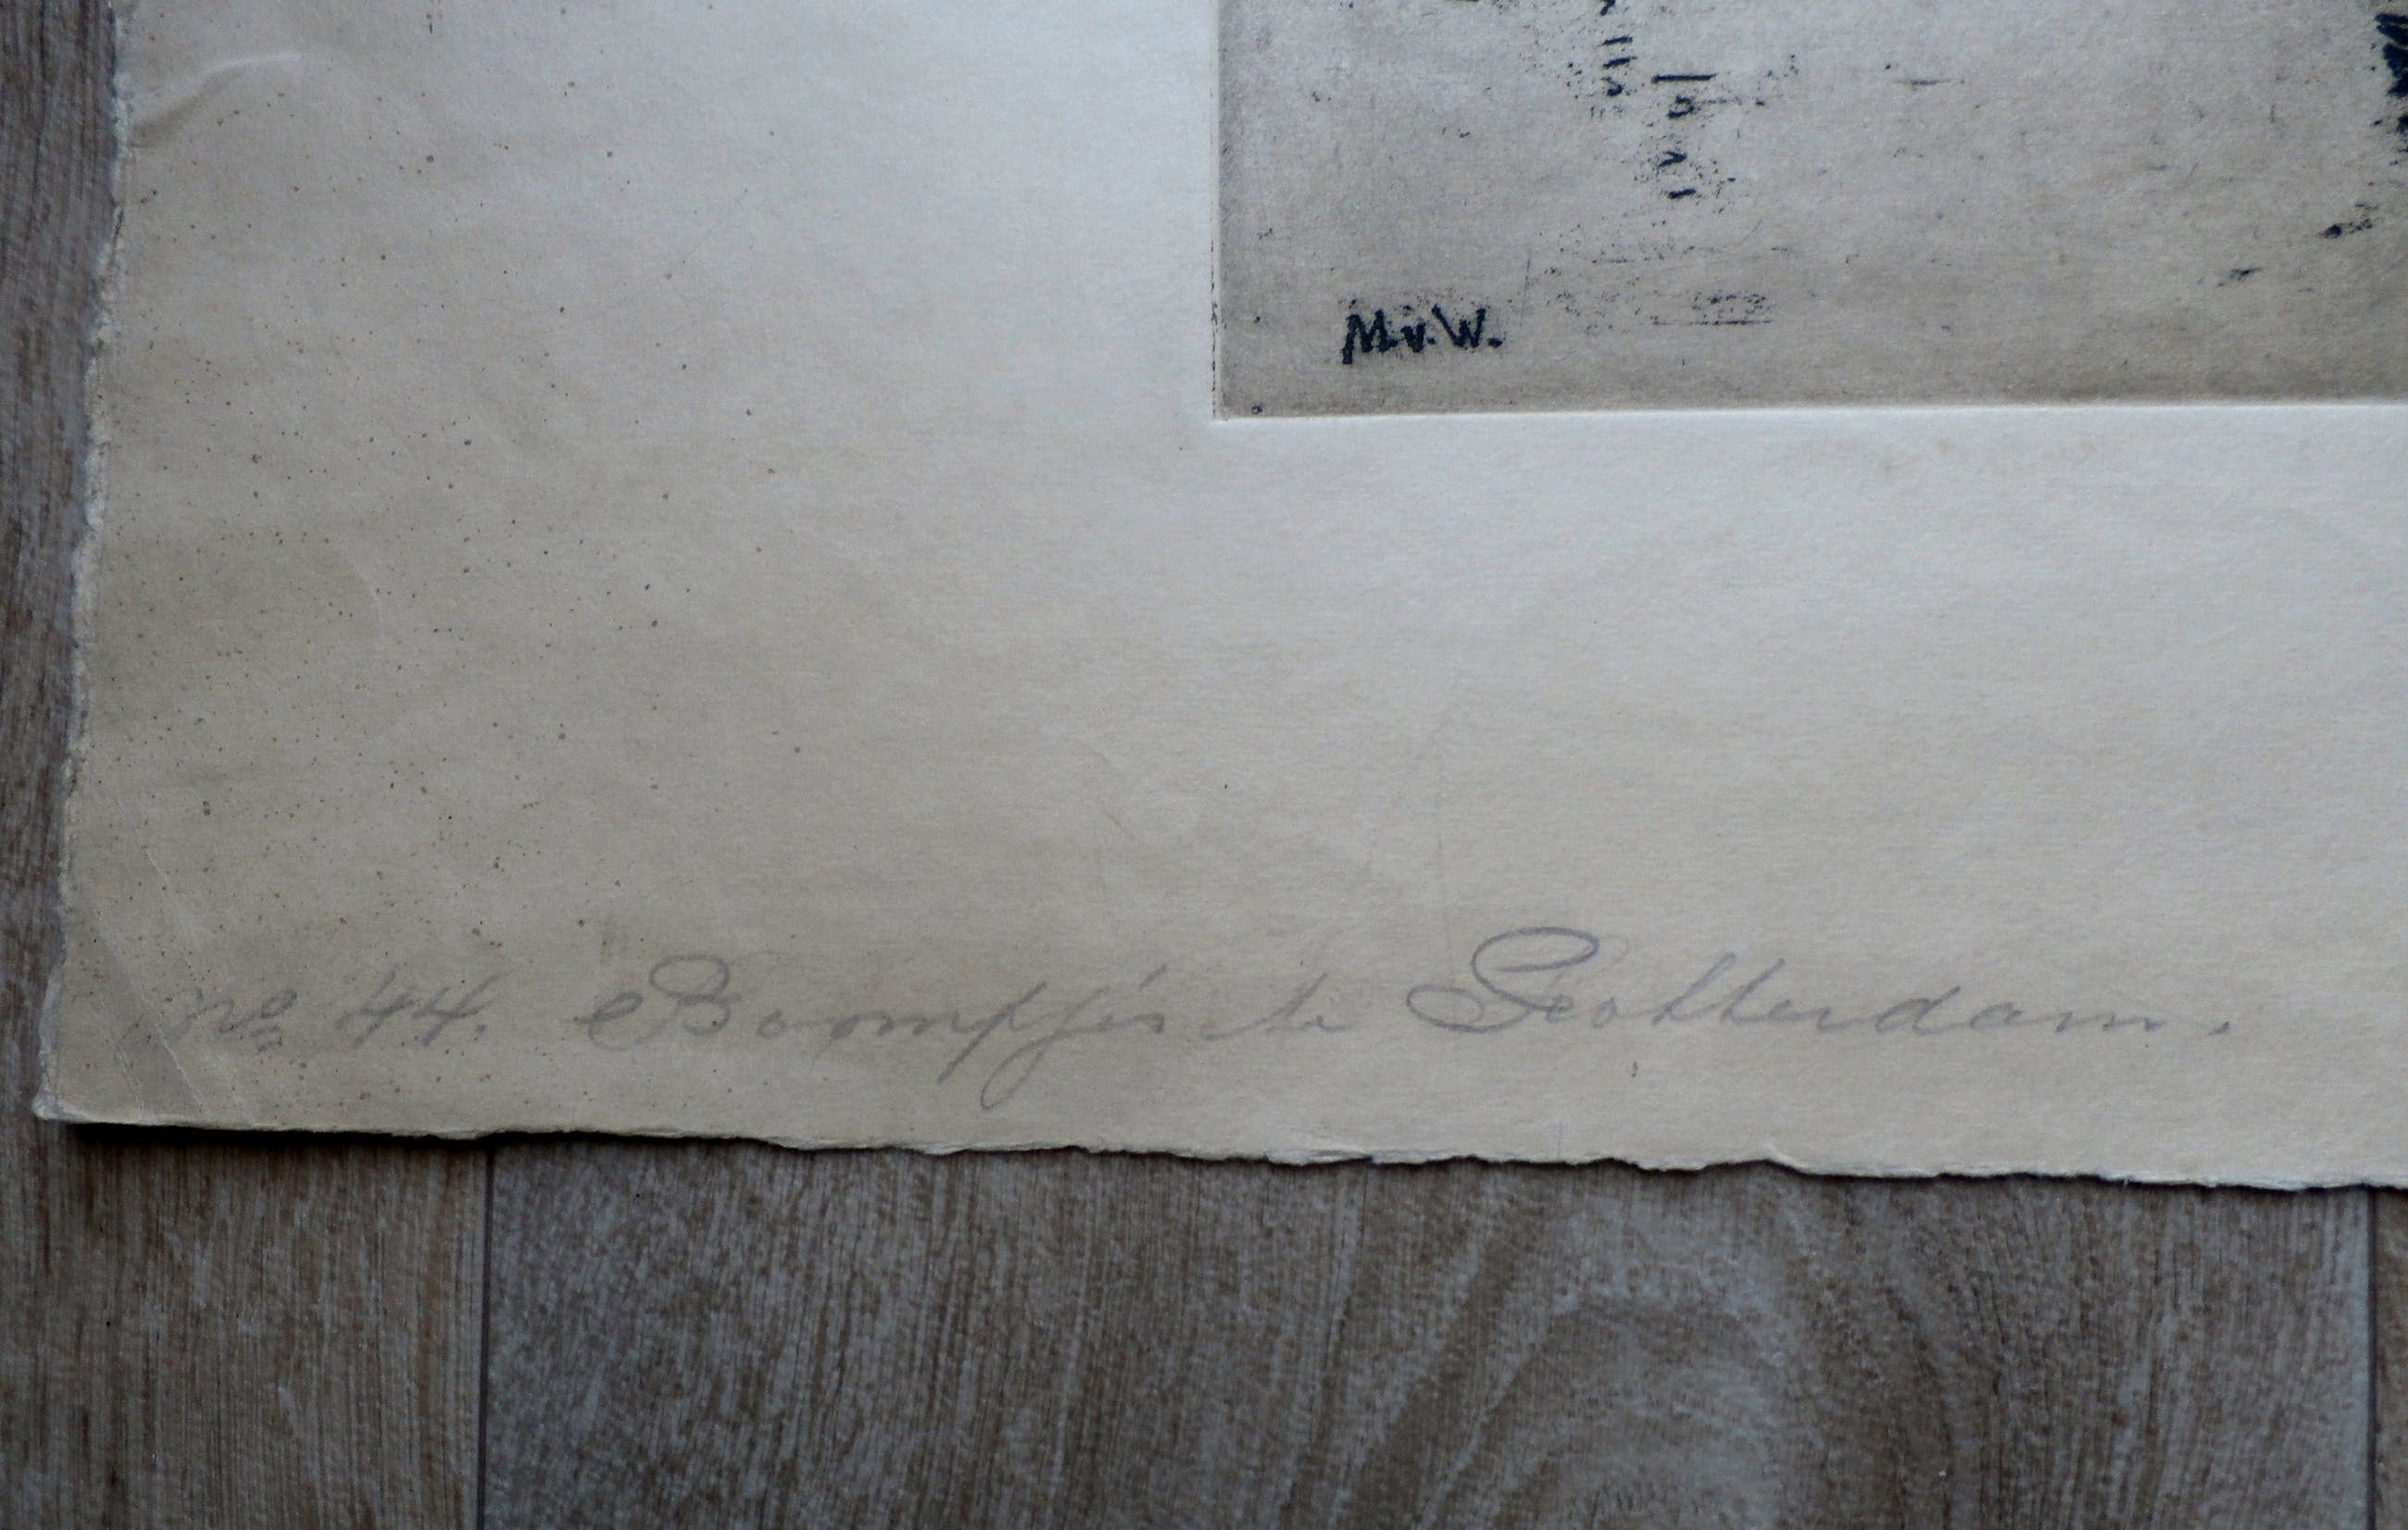 M.v.W.
No 44. Boompjes te Rotterdam.